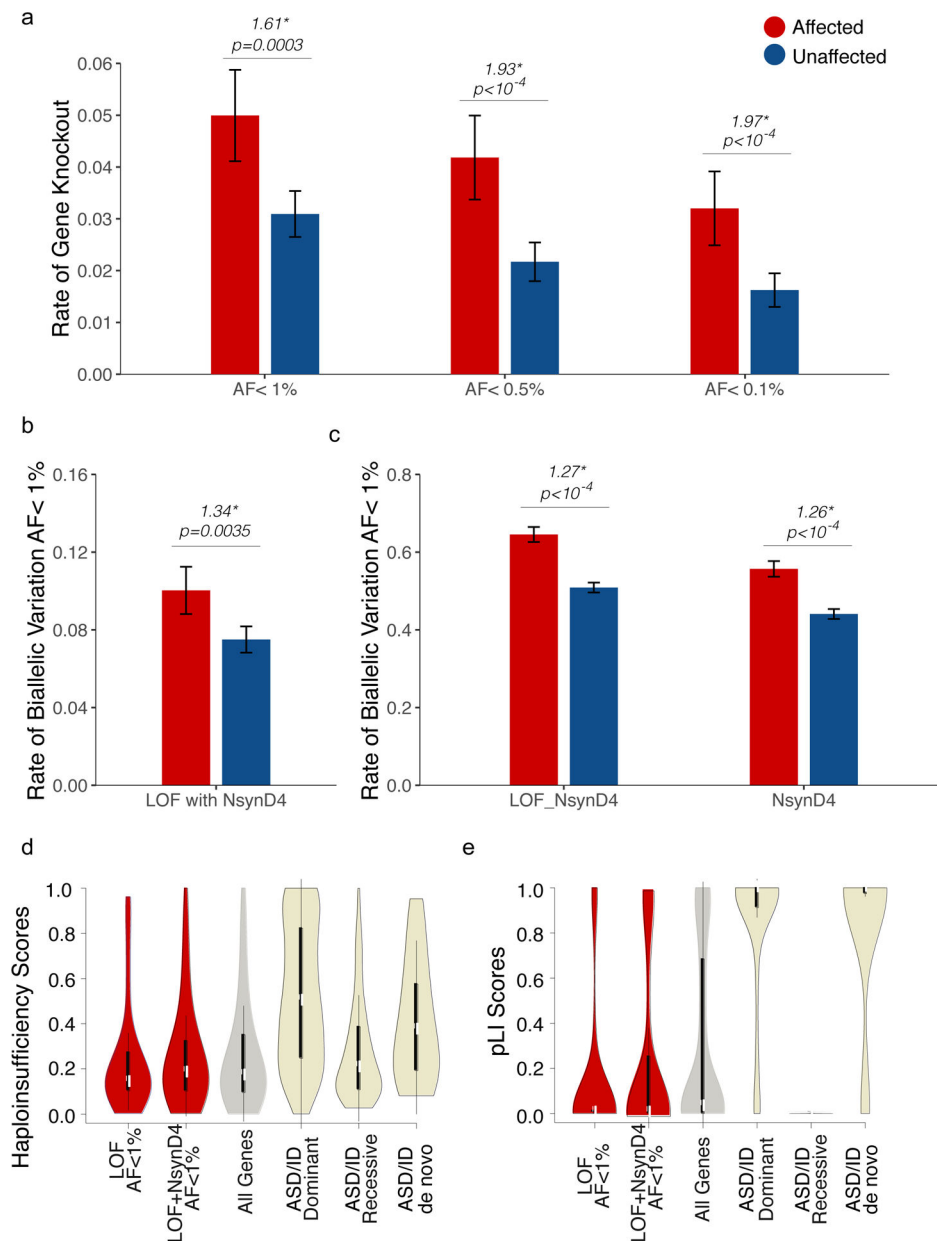 a
Affected
Unaffected
1.61*
p=0.0003
1.93*
p<10-4
1.97*
p<10-4
Rate of Gene Knockout
0.06
0.05
0.04
0.03
0.02
0.01
0.00
AF< 1%
AF< 0.5%
AF< 0.1%
b
Rate of Biallelic Variation AF< 1%
0.16
0.12
0.08
0.04
0.00
1.34*
p=0.0035
LOF with NsynD4
c
Rate of Biallelic Variation AF< 1%
0.8
0.6
0.4
0.2
0.0
1.27*
p<10-4
1.26*
p<10-4
LOF_NsynD4
NsynD4
d
Haploinsufficiency Scores
1.0
0.8
0.6
0.4
0.2
0.0
LOF
AF<1%
LOF+NsynD4
AF<1%
All Genes
ASD/ID
Dominant
ASD/ID
Recessive
ASD/ID
de novo
e
pLI Scores
1.0
0.8
0.6
0.4
0.2
0.0
LOF
AF<1%
LOF+NsynD4
AF<1%
All Genes
ASD/ID
Dominant
ASD/ID
Recessive
ASD/ID
de novo